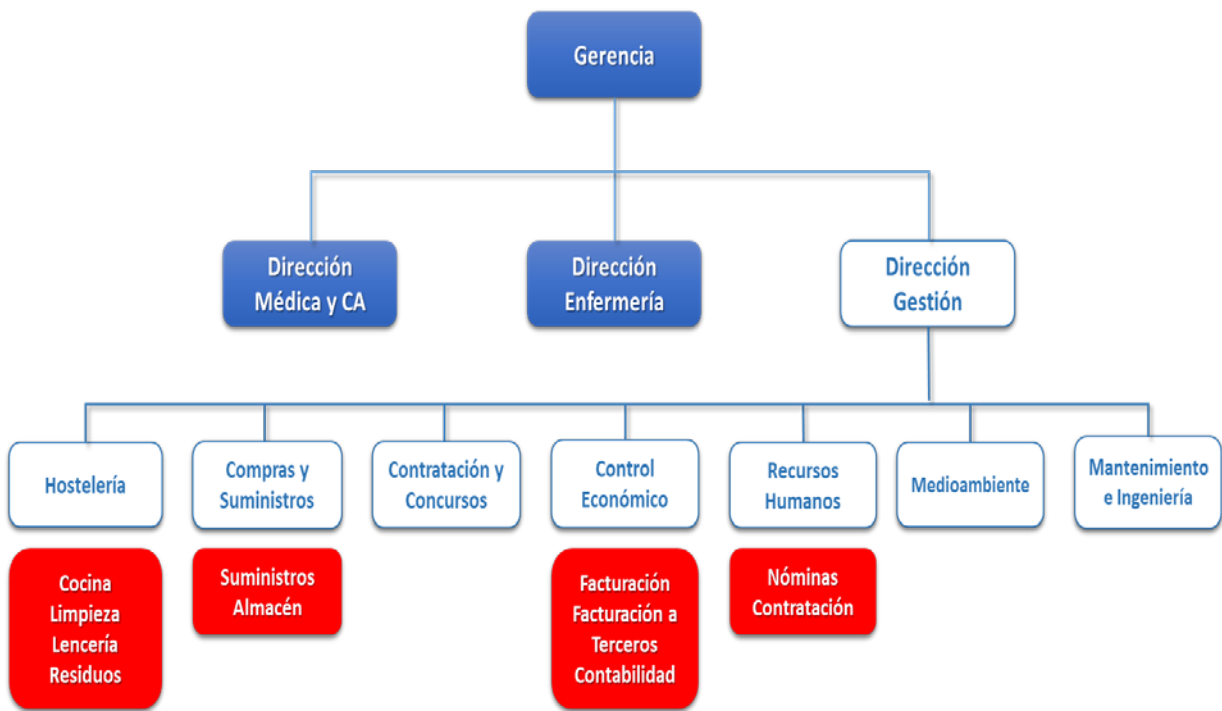 Gerencia
Dirección
Médica y CA
Dirección
Enfermería
Dirección
Gestión
Hostelería
Compras y
Suministros
Contratación y
Concursos
Control
Económico
Recursos
Humanos
Medioambiente
Mantenimiento
e Ingeniería
Cocina
Limpieza
Lencería
Residuos
Suministros
Almacén
Facturación
Facturación a
Terceros
Contabilidad
Nóminas
Contratación